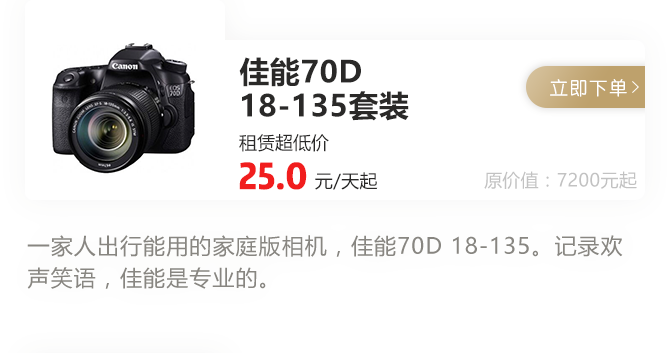 Canon
EOS
70D
佳能70D
18-135套装
立即下单
租赁超低价
25.0 元/天起
原价值：7200元起
一家人出行能用的家庭版相机，佳能70D 18-135。记录欢
声笑语，佳能是专业的。